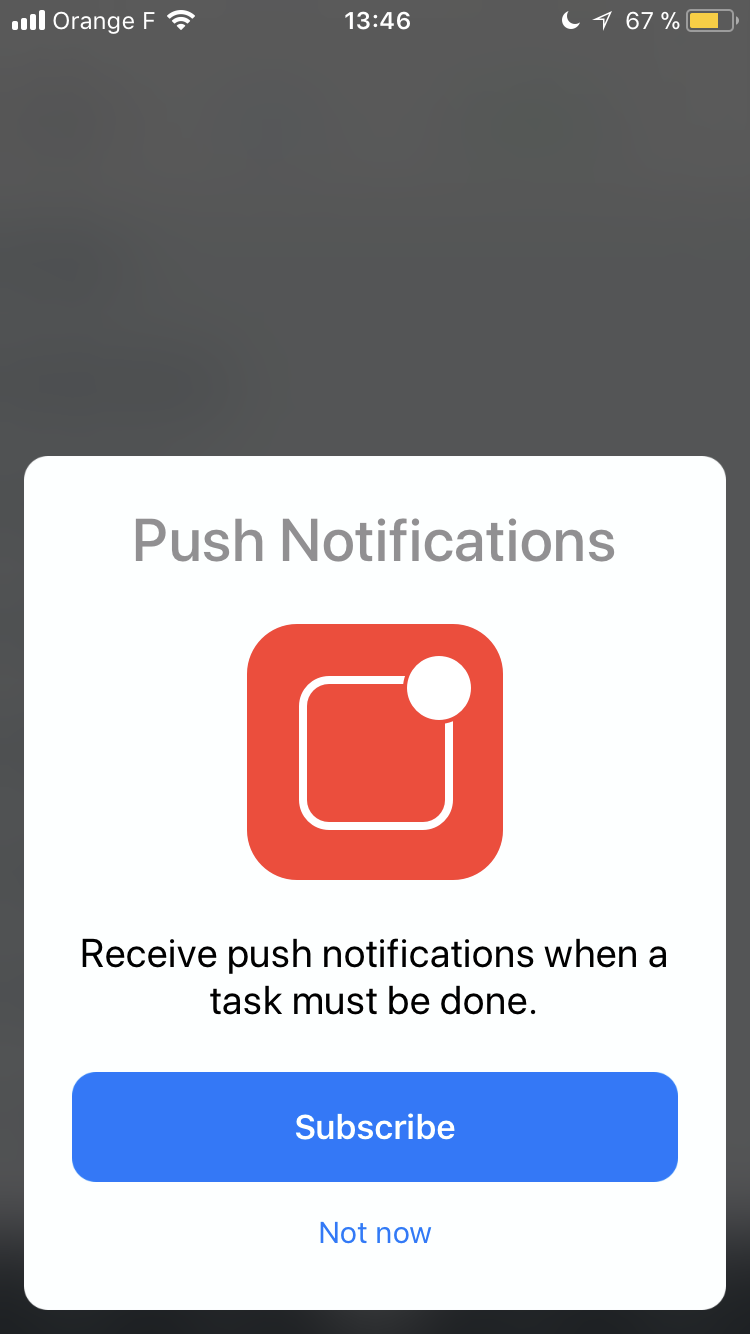 Orange F 13:46 67 %
Push Notifications
Receive push notifications when a
task must be done.
Subscribe
Not now